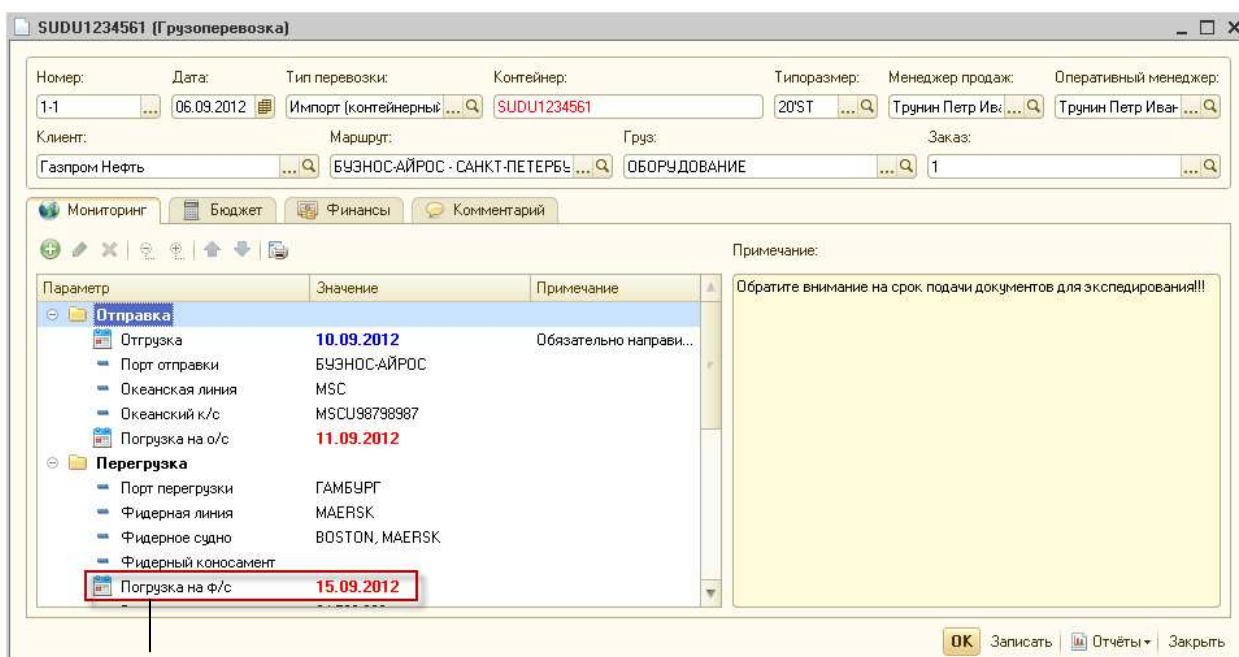 SUDU1234561 (Грузоперевозка)
Номер: Дата: Тип перевозки: Контейнер: Типоразмер: Менеджер продаж: Оперативный менеджер:
1-1 ... 06.09.2012 Импорт (контейнерный ... SUDU1234561 20'ST ... Трунин Петр Ива ... Трунин Петр Иван ...
Клиент: Маршрут: Груз: Заказ:
Газпром Нефть ... БУЭНОС-АЙРОС - САНКТ-ПЕТЕРБУ ... ОБОРУДОВАНИЕ ... 1 ...
Мониторинг Бюджет Финансы Комментарий
Примечание:
Параметр Значение Примечание
Обратите внимание на срок подачи документов для экспедирования!!!
Отправка
Отгрузка 10.09.2012 Обязательно направи...
Порт отправки БУЭНОС-АЙРОС
Океанская линия MSC
Океанский к/с MSCU98798987
Погрузка на о/с 11.09.2012
Перегрузка
Порт перегрузки ГАМБУРГ
Фидерная линия MAERSK
Фидерное судно BOSTON, MAERSK
Фидерный коносамент
Погрузка на ф/с 15.09.2012
OK Записать Отчёты Закрыть